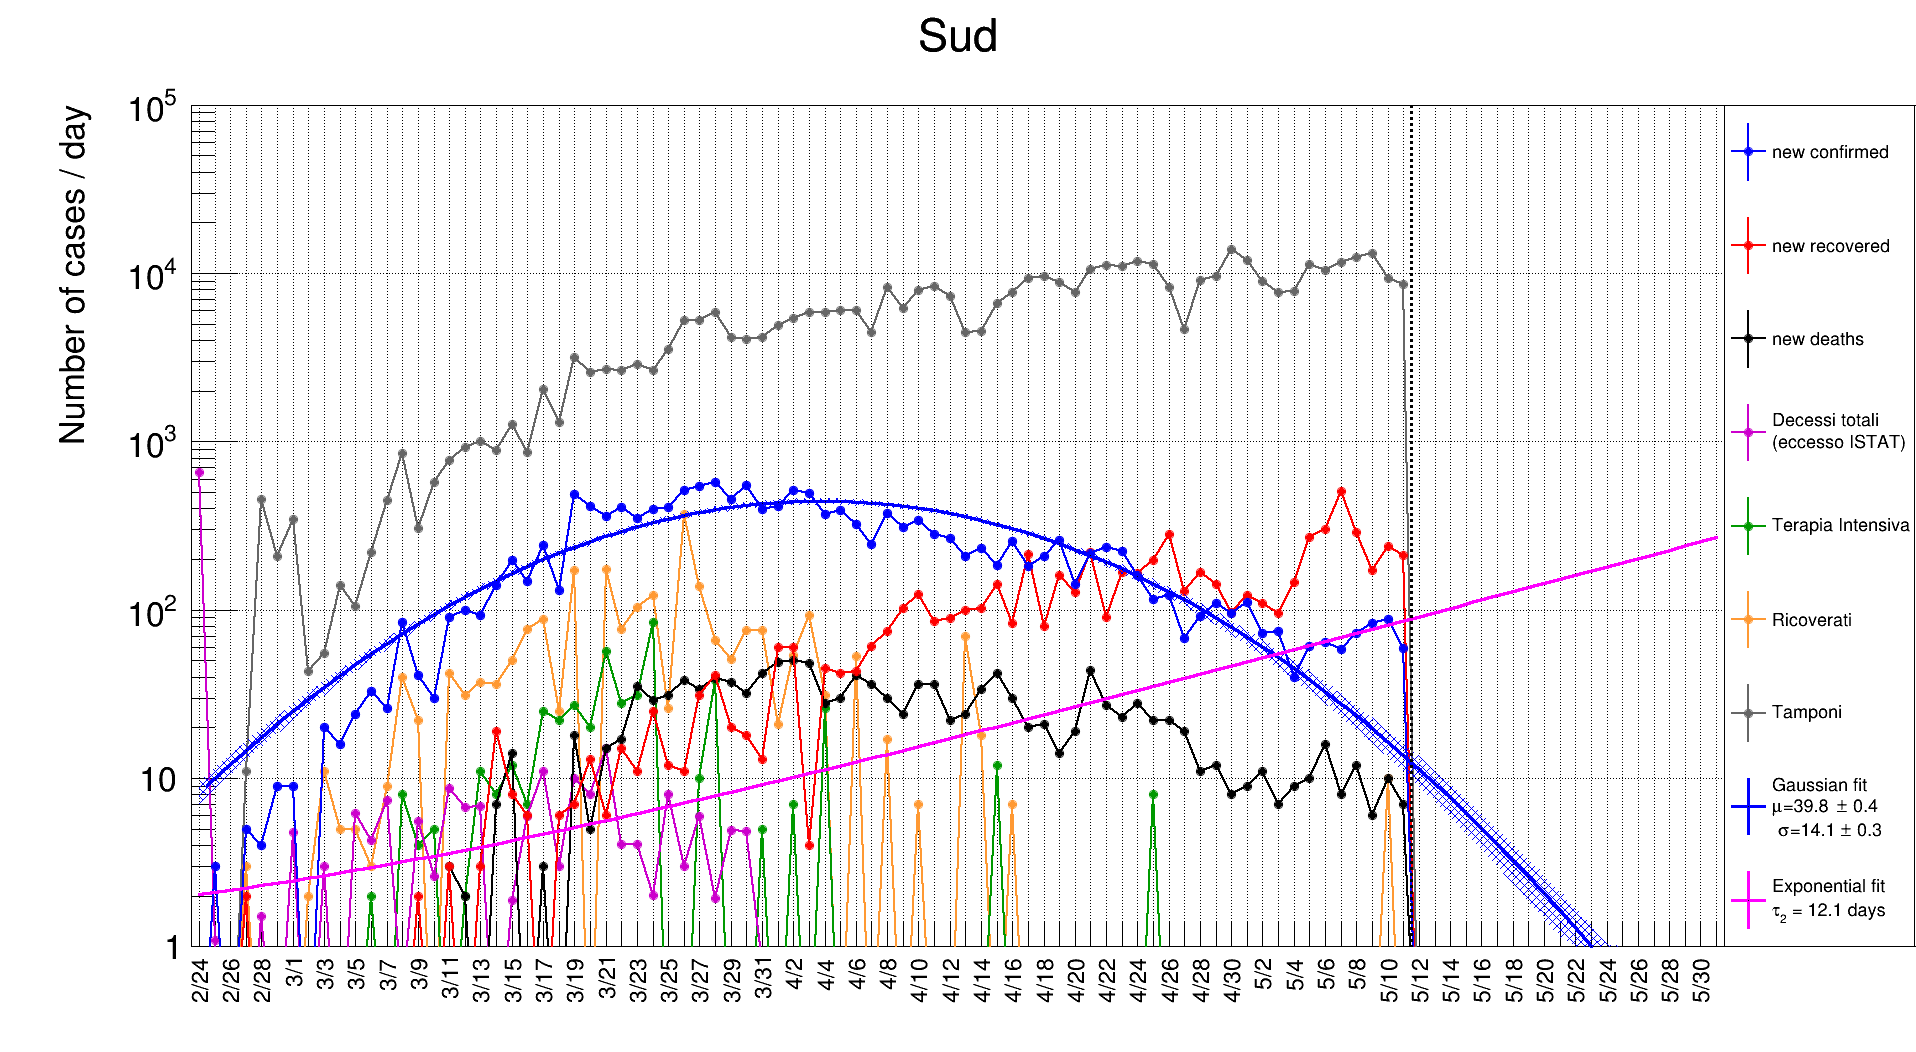 Sud
Number of cases / day
10^5
10^4
10^3
10^2
10
1
2/24 2/26 2/28 3/1 3/3 3/5 3/7 3/9 3/11 3/13 3/15 3/17 3/19 3/21 3/23 3/25 3/27 3/29 3/31 4/2 4/4 4/6 4/8 4/10 4/12 4/14 4/16 4/18 4/20 4/22 4/24 4/26 4/28 4/30 5/2 5/4 5/6 5/8 5/10 5/12 5/14 5/16 5/18 5/20 5/22 5/24 5/26 5/28 5/30
new confirmed
new recovered
new deaths
Decessi totali
(eccesso ISTAT)
Terapia Intensiva
Ricoverati
Tamponi
Gaussian fit
μ=39.8 ± 0.4
σ=14.1 ± 0.3
Exponential fit
τ₂ = 12.1 days